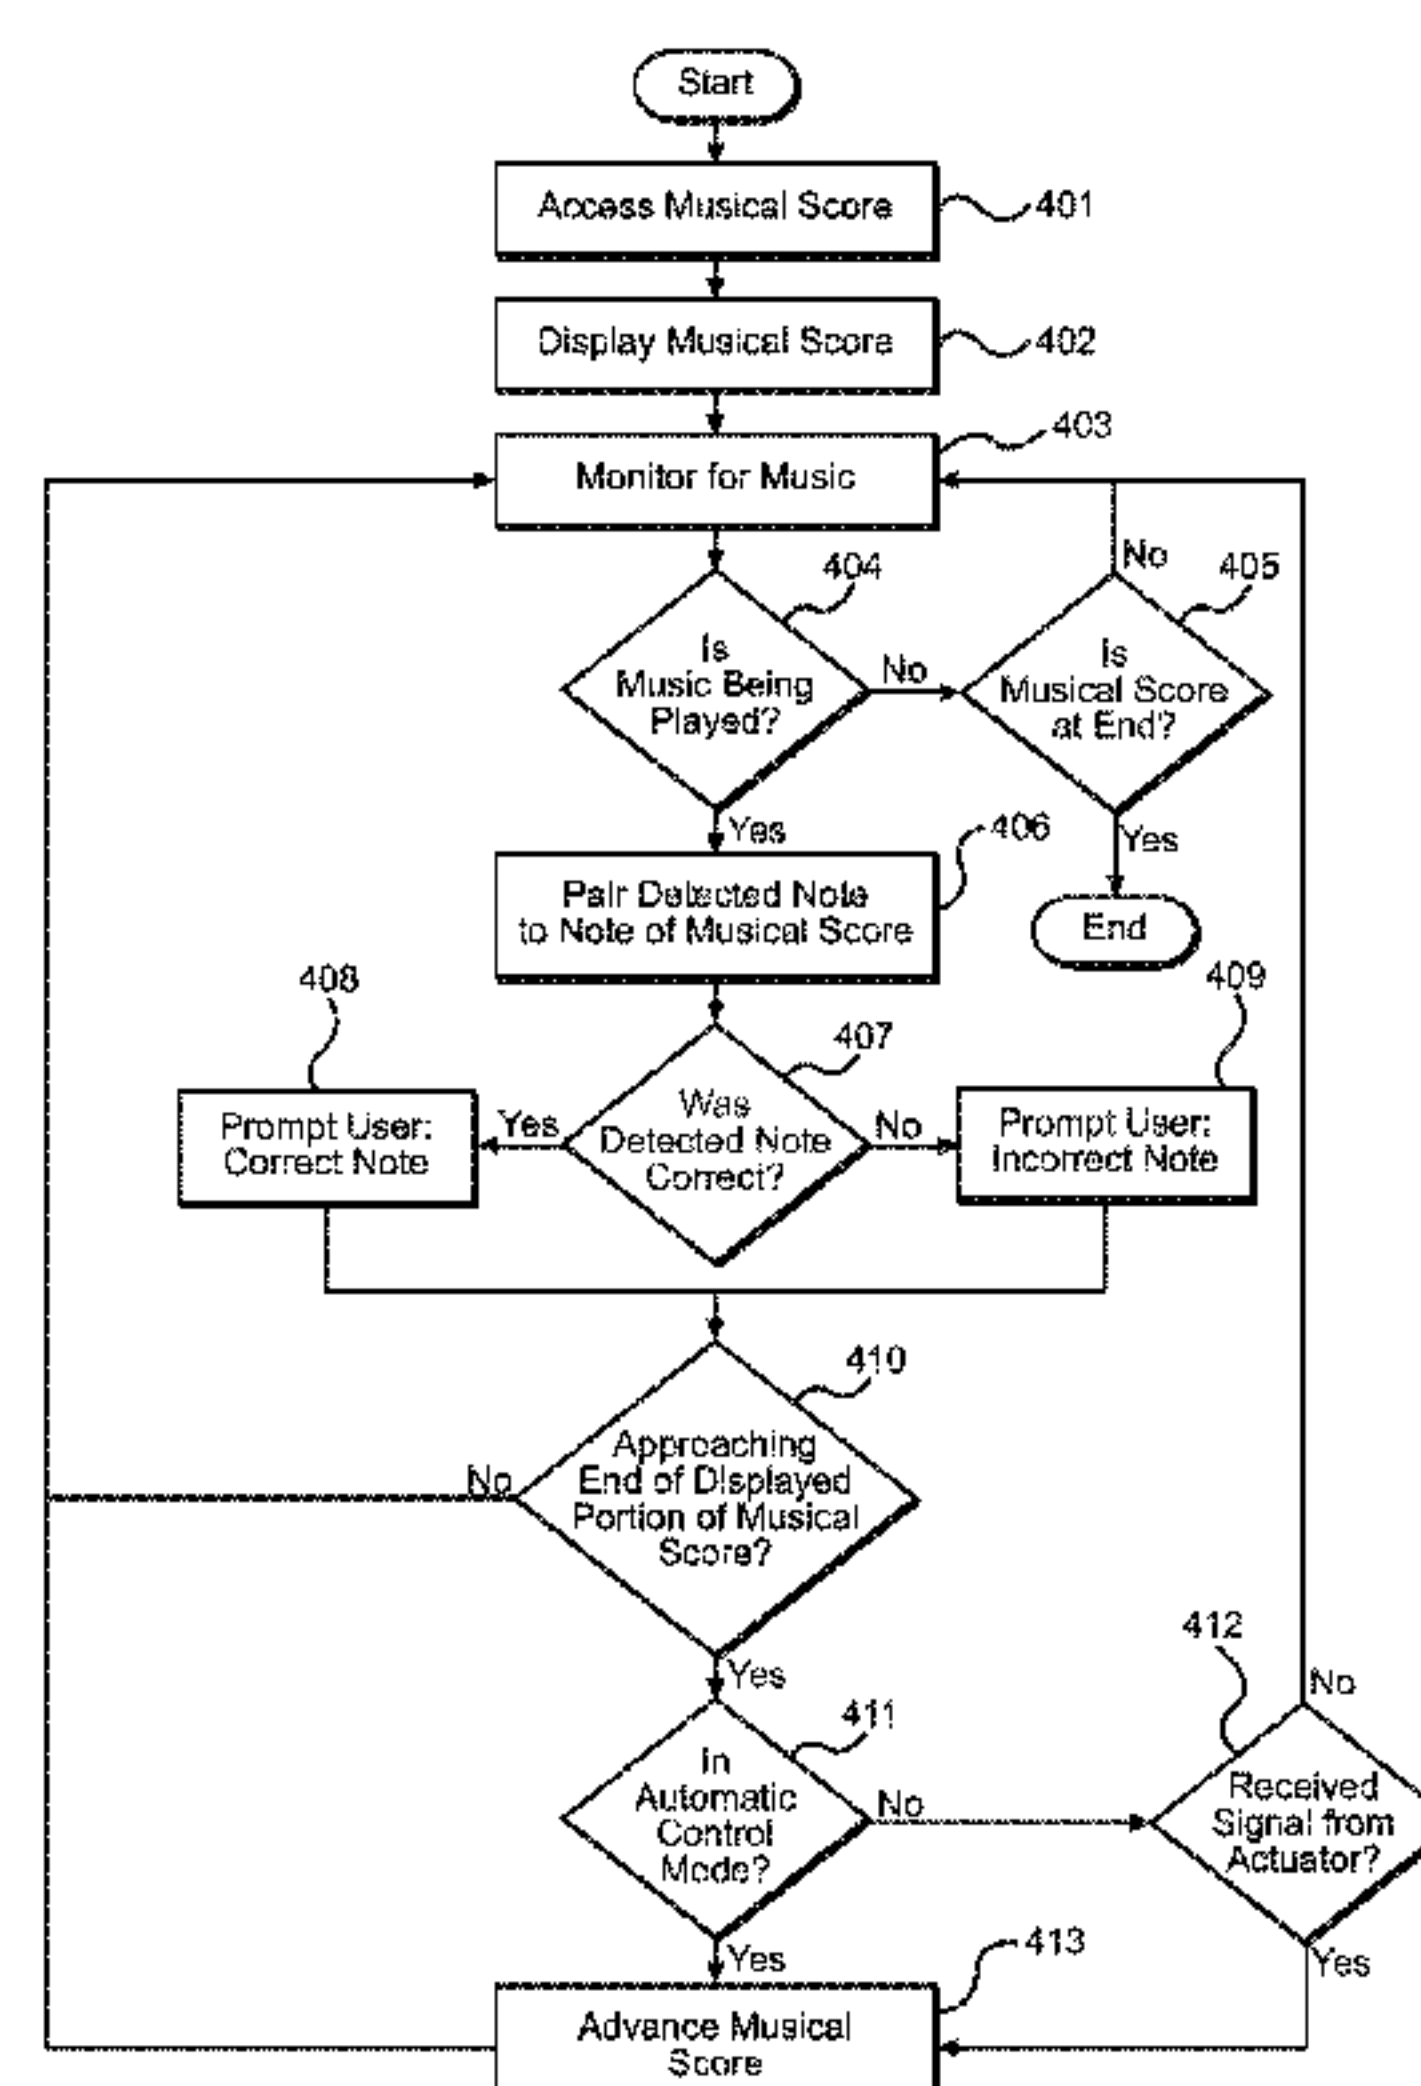 Start
Access Musical Score
401
Display Musical Score
402
403
Monitor for Music
404
No
405
Is
Music Being
Played?
No
Is
Musical Score
at End?
Yes
406
Yes
Pair Detected Note
to Note of Musical Score
End
408
409
407
Prompt User:
Correct Note
Yes
Was
Detected Note
Correct?
No
Prompt User:
Incorrect Note
410
No
Approaching
End of Displayed
Portion of Musical
Score?
412
Yes
No
411
In
Automatic
Control
Mode?
No
Received
Signal from
Actuator?
Yes
413
Yes
Advance Musical
Score